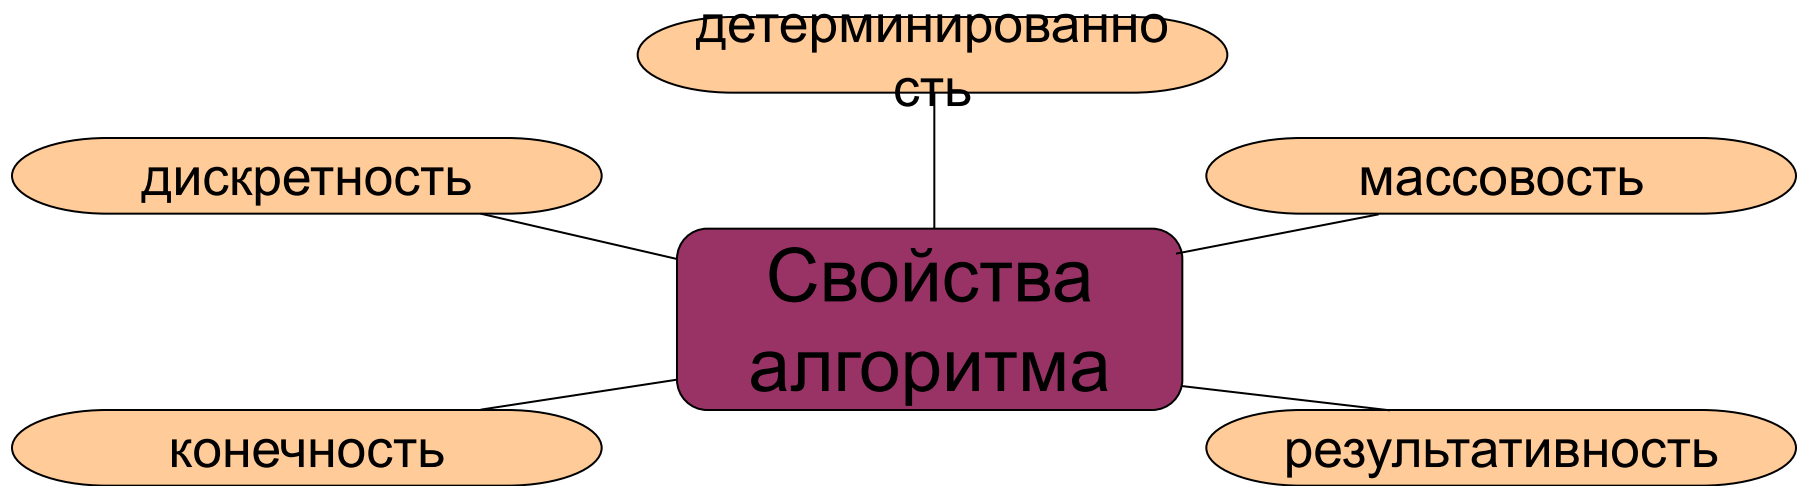 детерминированно
сть
дискретность
массовость
Свойства
алгоритма
конечность
результативность